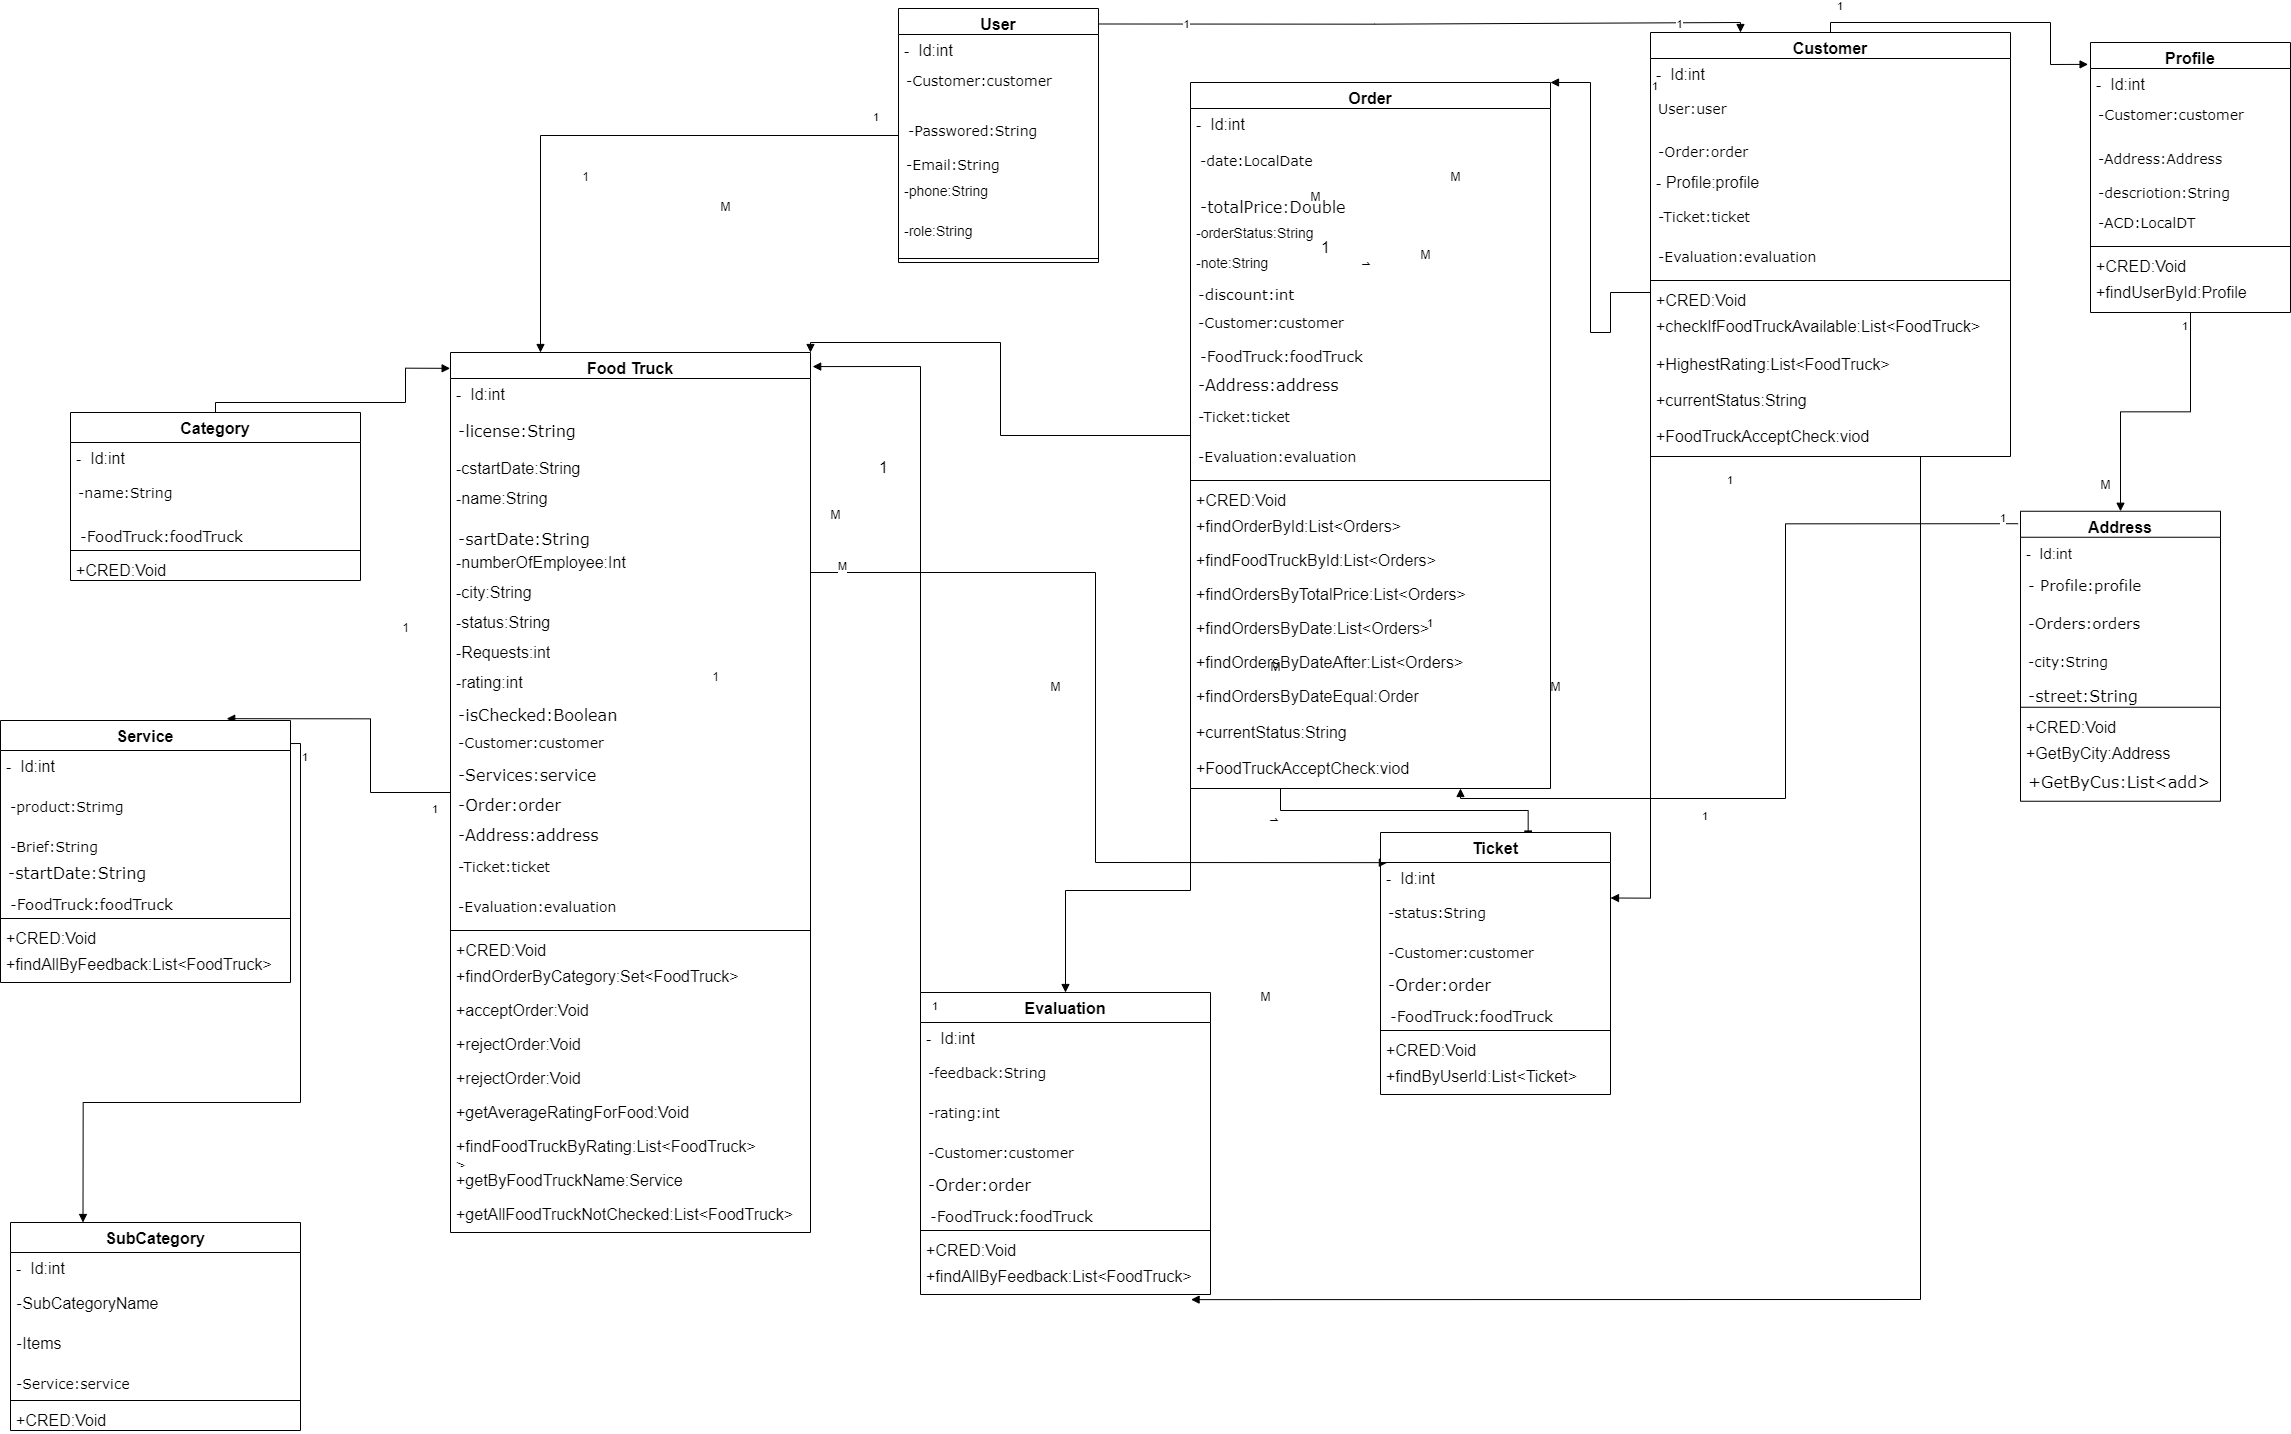 User
- Id:int
-Customer:customer
-Passwored:String
-Email:String
-phone:String
-role:String
1
1
1
1
M
Customer
- Id:int
1
User:user
-Order:order
- Profile:profile
-Ticket:ticket
-Evaluation:evaluation
+CRED:Void
+checkIfFoodTruckAvailable:List<FoodTruck>
+HighestRating:List<FoodTruck>
+currentStatus:String
+FoodTruckAcceptCheck:viod
1
1
Profile
- Id:int
-Customer:customer
-Address:Address
-descriotion:String
-ACD:LocalDT
+CRED:Void
+findUserById:Profile
1
M
Order
- Id:int
-date:LocalDate
M
M
-totalPrice:Double
-orderStatus:String
1
M
-note:String
1
-discount:int
-Customer:customer
-FoodTruck:foodTruck
-Address:address
-Ticket:ticket
-Evaluation:evaluation
+CRED:Void
+findOrderById:List<Orders>
+findFoodTruckById:List<Orders>
+findOrdersByTotalPrice:List<Orders>
+findOrdersByDate:List<Orders>
1
+findOrdersByDateAfter:List<Orders>
M
+findOrdersByDateEqual:Order
M
+currentStatus:String
+FoodTruckAcceptCheck:viod
1
1
Address
1
- Id:int
- Profile:profile
-Orders:orders
-city:String
-street:String
+CRED:Void
+GetByCity:Address
+GetByCus:List<add>
Category
- Id:int
-name:String
-FoodTruck:foodTruck
+CRED:Void
1
Food Truck
- Id:int
-license:String
-cstartDate:String
-name:String
-sartDate:String
-numberOfEmployee:Int
-city:String
-status:String
-Requests:int
-rating:int
1
-isChecked:Boolean
-Customer:customer
-Services:service
-Order:order
-Address:address
-Ticket:ticket
-Evaluation:evaluation
+CRED:Void
+findOrderByCategory:Set<FoodTruck>
+acceptOrder:Void
+rejectOrder:Void
+rejectOrder:Void
+getAverageRatingForFood:Void
+findFoodTruckByRating:List<FoodTruck>
>
+getByFoodTruckName:Service
+getAllFoodTruckNotChecked:List<FoodTruck>
1
M
M
M
1
Service
- Id:int
-product:Strimg
-Brief:String
-startDate:String
-FoodTruck:foodTruck
+CRED:Void
+findAllByFeedback:List<FoodTruck>
1
SubCategory
- Id:int
-SubCategoryName
-Items
-Service:service
+CRED:Void
1
Evaluation
- Id:int
-feedback:String
-rating:int
-Customer:customer
-Order:order
-FoodTruck:foodTruck
+CRED:Void
+findAllByFeedback:List<FoodTruck>
M
Ticket
- Id:int
-status:String
-Customer:customer
-Order:order
-FoodTruck:foodTruck
+CRED:Void
+findByUserId:List<Ticket>